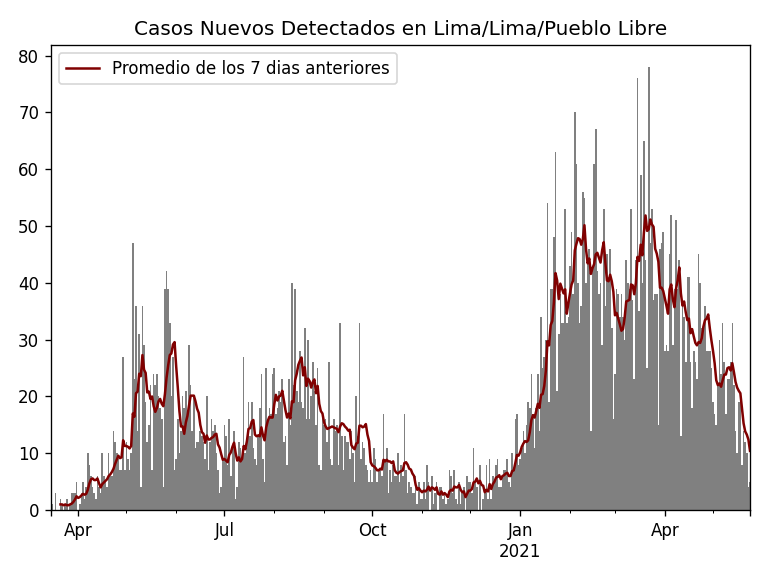 Casos Nuevos Detectados en Lima/Lima/Pueblo Libre
Promedio de los 7 dias anteriores
80
70
60
50
40
30
20
10
0
Apr
Jul
Oct
Jan
2021
Apr